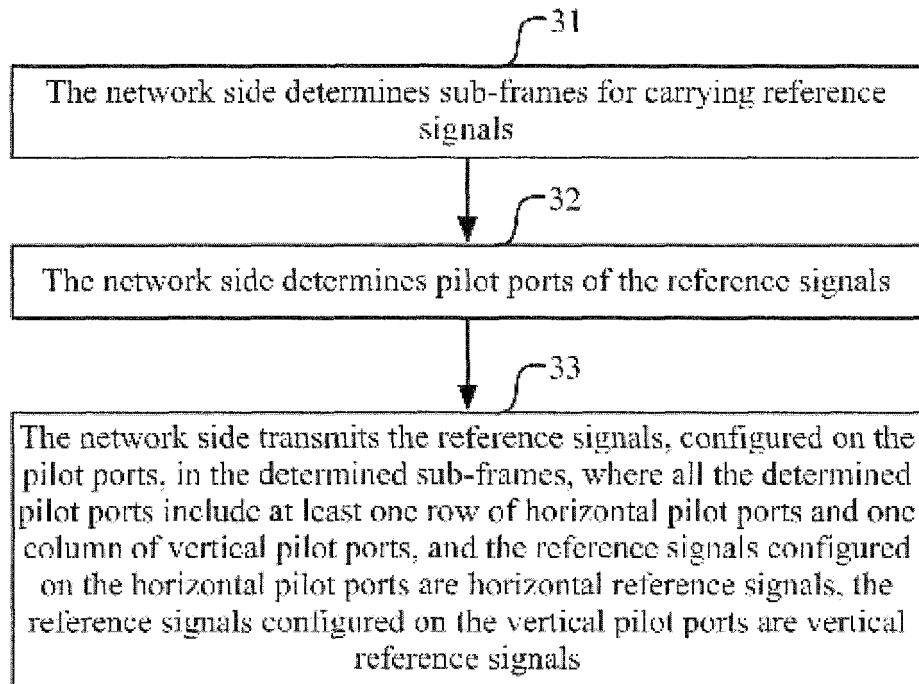 31
The network side determines sub-frames for carrying reference
signals
32
The network side determines pilot ports of the reference signals
33
The network side transmits the reference signals, configured on the
pilot ports, in the determined sub-frames, where all the determined
pilot ports include at least one row of horizontal pilot ports and one
column of vertical pilot ports, and the reference signals configured
on the horizontal pilot ports are horizontal reference signals, the
reference signals configured on the vertical pilot ports are vertical
reference signals